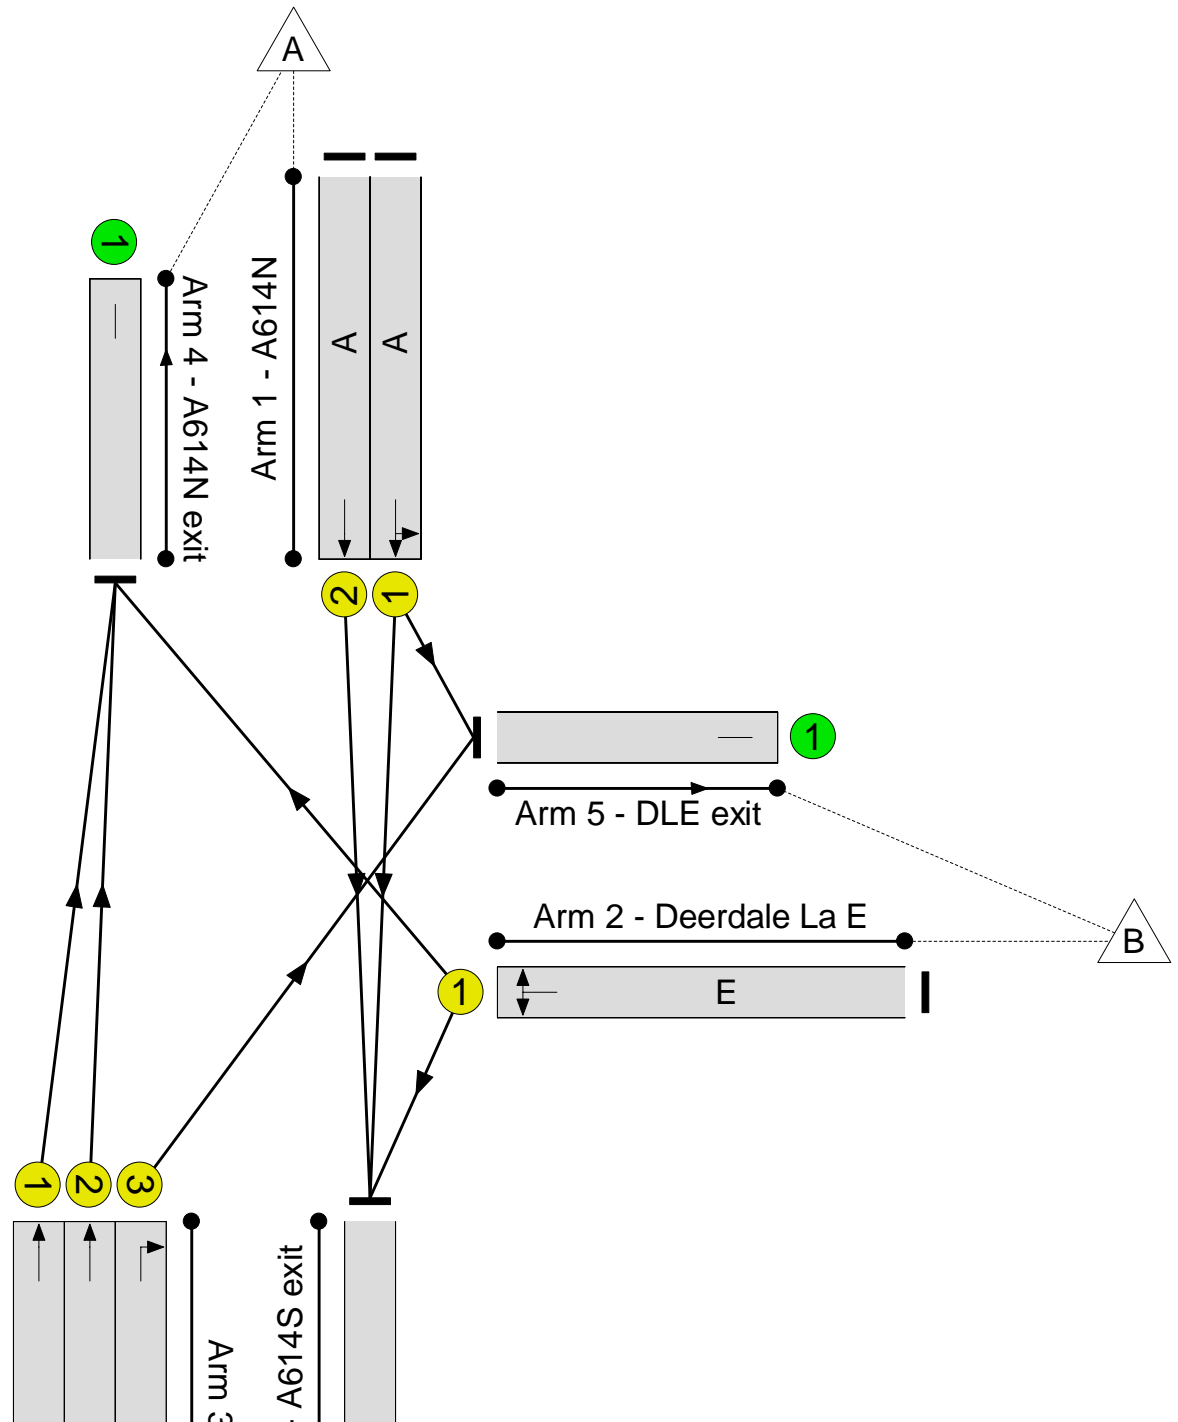 A
1
Arm 4 - A614N exit
Arm 1 - A614N
A
A
2
1
1
Arm 5 - DLE exit
Arm 2 - Deerdale La E
B
1
E
1
2
3
Arm 3
- A614S exit